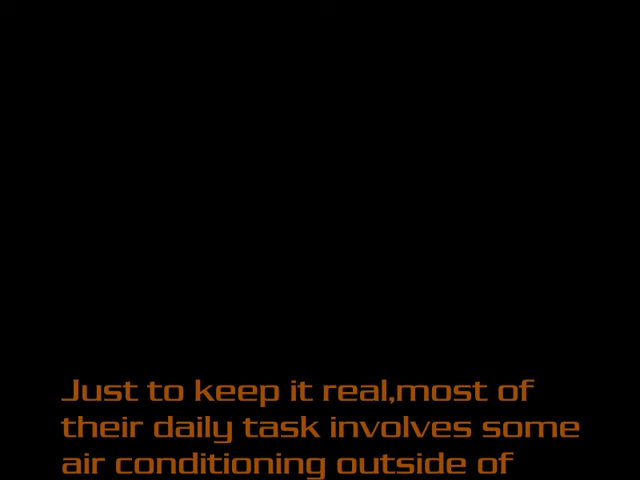 Just to keep it real,most of
their daily task involves some
air conditioning outside of